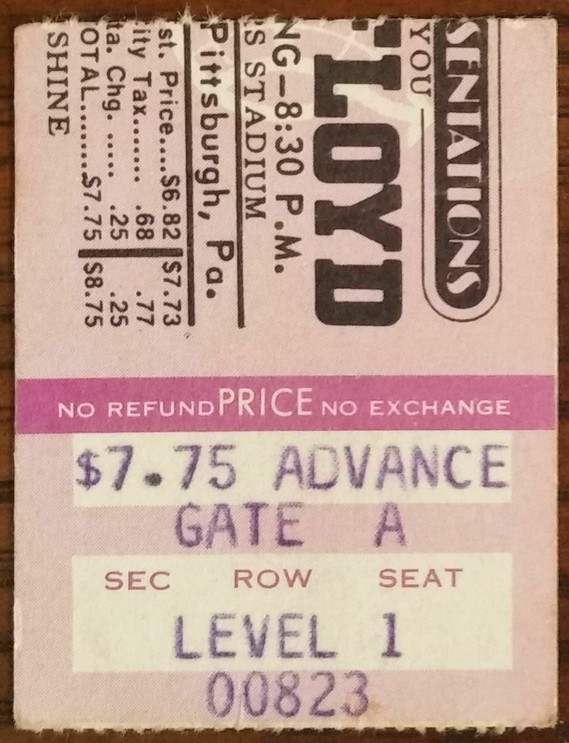 SENTATIONS
YOU
FLOYD
NG-8:30 P.M.
RS STADIUM
Pittsburgh, Pa.
st. Price....$6.82 $7.73
ity Tax....... .68 .77
ta. Chg. ..... .25 .25
OTAL.......$7.75 $8.75
SHINE
NO REFUND PRICE NO EXCHANGE
$7.75 ADVANCE
GATE A
SEC ROW SEAT
LEVEL 1
00823